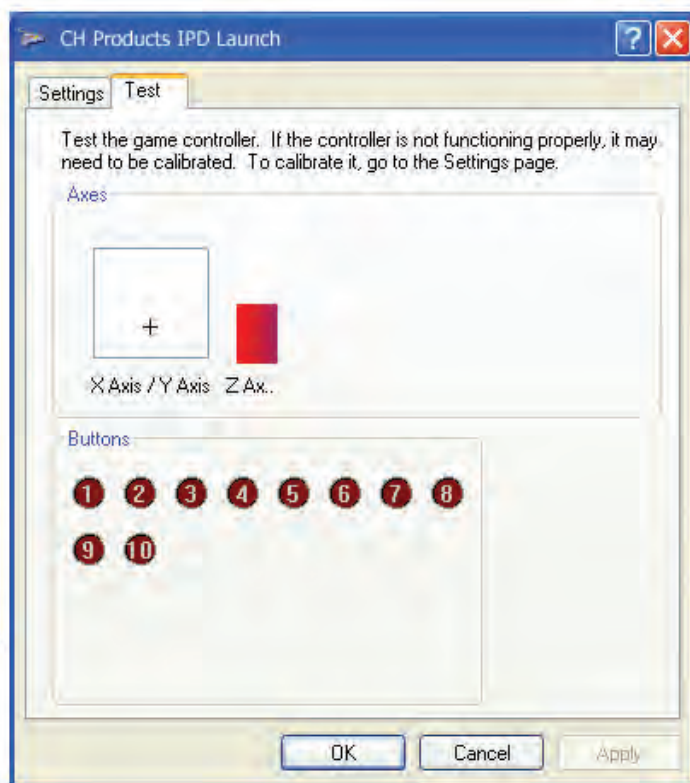 CH Products IPD Launch
Settings Test
Test the game controller. If the controller is not functioning properly, it may
need to be calibrated. To calibrate it, go to the Settings page.
Axes
X Axis / Y Axis Z Ax..
Buttons
1 2 3 4 5 6 7 8
9 10
OK Cancel Apply